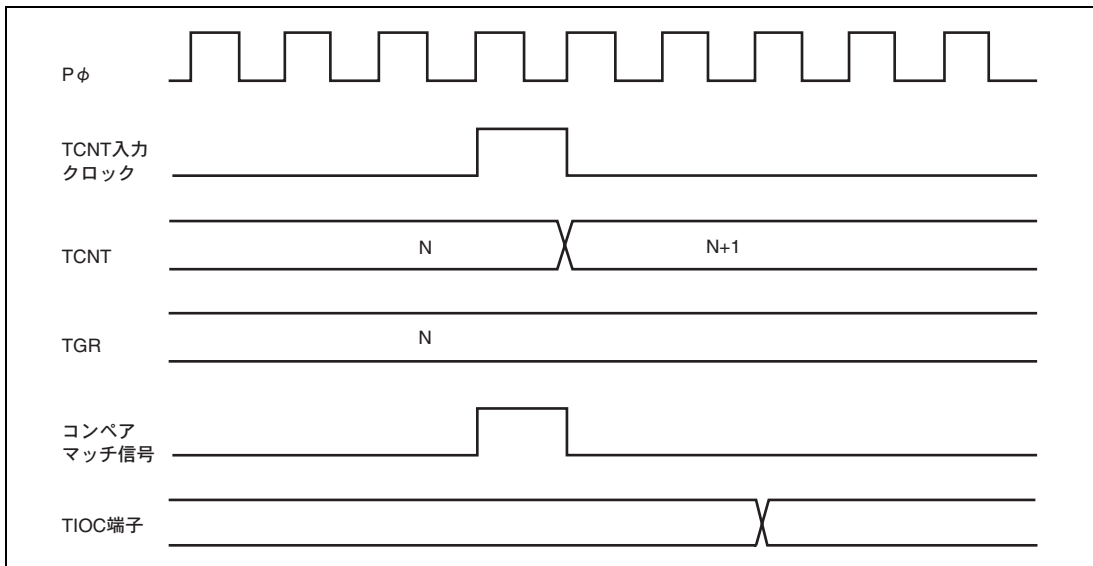 Pφ
TCNT入力
クロック
TCNT
N
N+1
TGR
N
コンペア
マッチ信号
TIOC端子